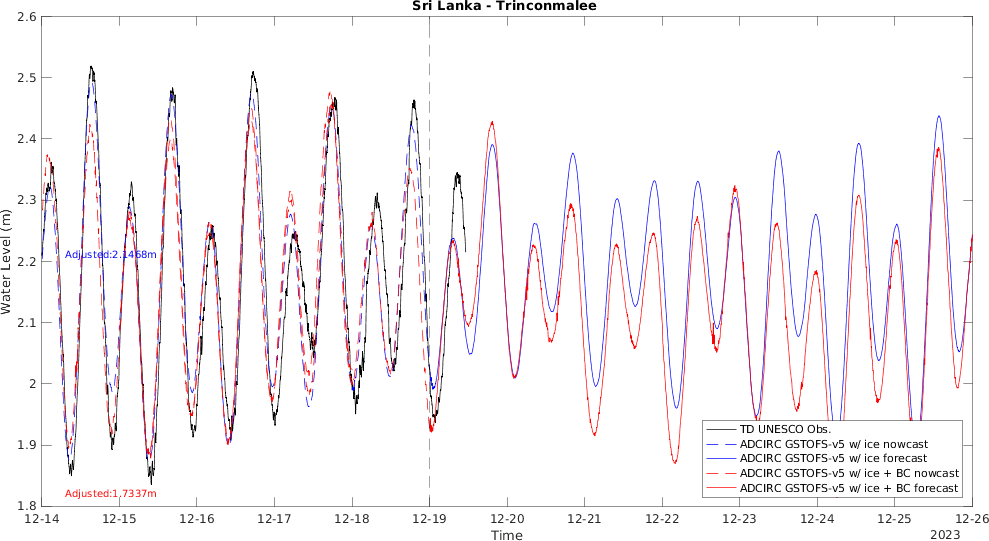 Sri Lanka - Trinconmalee
2.6
2.5
2.4
2.3
2.2
2.1
2
1.9
1.8
Water Level (m)
Adjusted:2.1468m
Adjusted:1.7337m
TD UNESCO Obs.
ADCIRC GSTOFS-v5 w/ ice nowcast
ADCIRC GSTOFS-v5 w/ ice forecast
ADCIRC GSTOFS-v5 w/ ice + BC nowcast
ADCIRC GSTOFS-v5 w/ ice + BC forecast
12-14 12-15 12-16 12-17 12-18 12-19 12-20 12-21 12-22 12-23 12-24 12-25 12-26
Time
2023